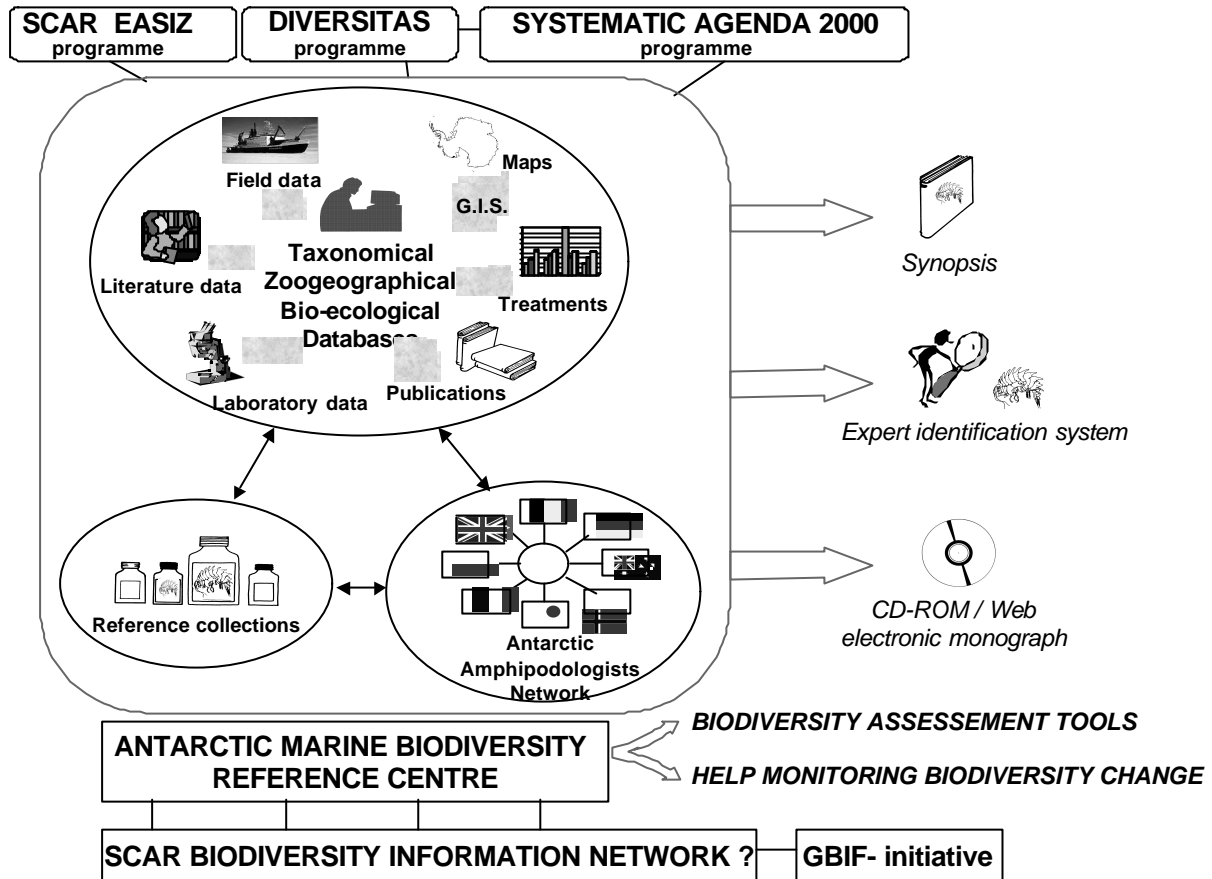 SCAR EASIZ
programme
DIVERSITAS
programme
SYSTEMATIC AGENDA 2000
programme
Field data
Maps
G.I.S.
Literature data
Taxonomical
Zoogeographical
Bio-ecological
Databases
Treatments
Laboratory data
Publications
Reference collections
Antarctic
Amphipodologists
Network
Synopsis
Expert identification system
CD-ROM / Web
electronic monograph
ANTARCTIC MARINE BIODIVERSITY
REFERENCE CENTRE
BIODIVERSITY ASSESSEMENT TOOLS
HELP MONITORING BIODIVERSITY CHANGE
SCAR BIODIVERSITY INFORMATION NETWORK ?
GBIF- initiative